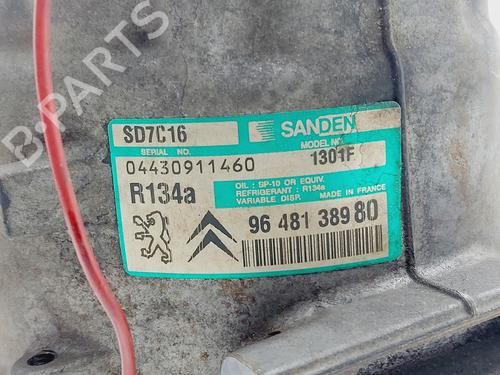 SD7C16
SANDEN
SERIAL NO.
MODEL NO.
04430911460
1301F
R134a
OIL : SP-10 OR EQUIV.
REFRIGERANT : R134a
VARIABLE DISP. MADE IN FRANCE
96 481 389 80
B-PARTS